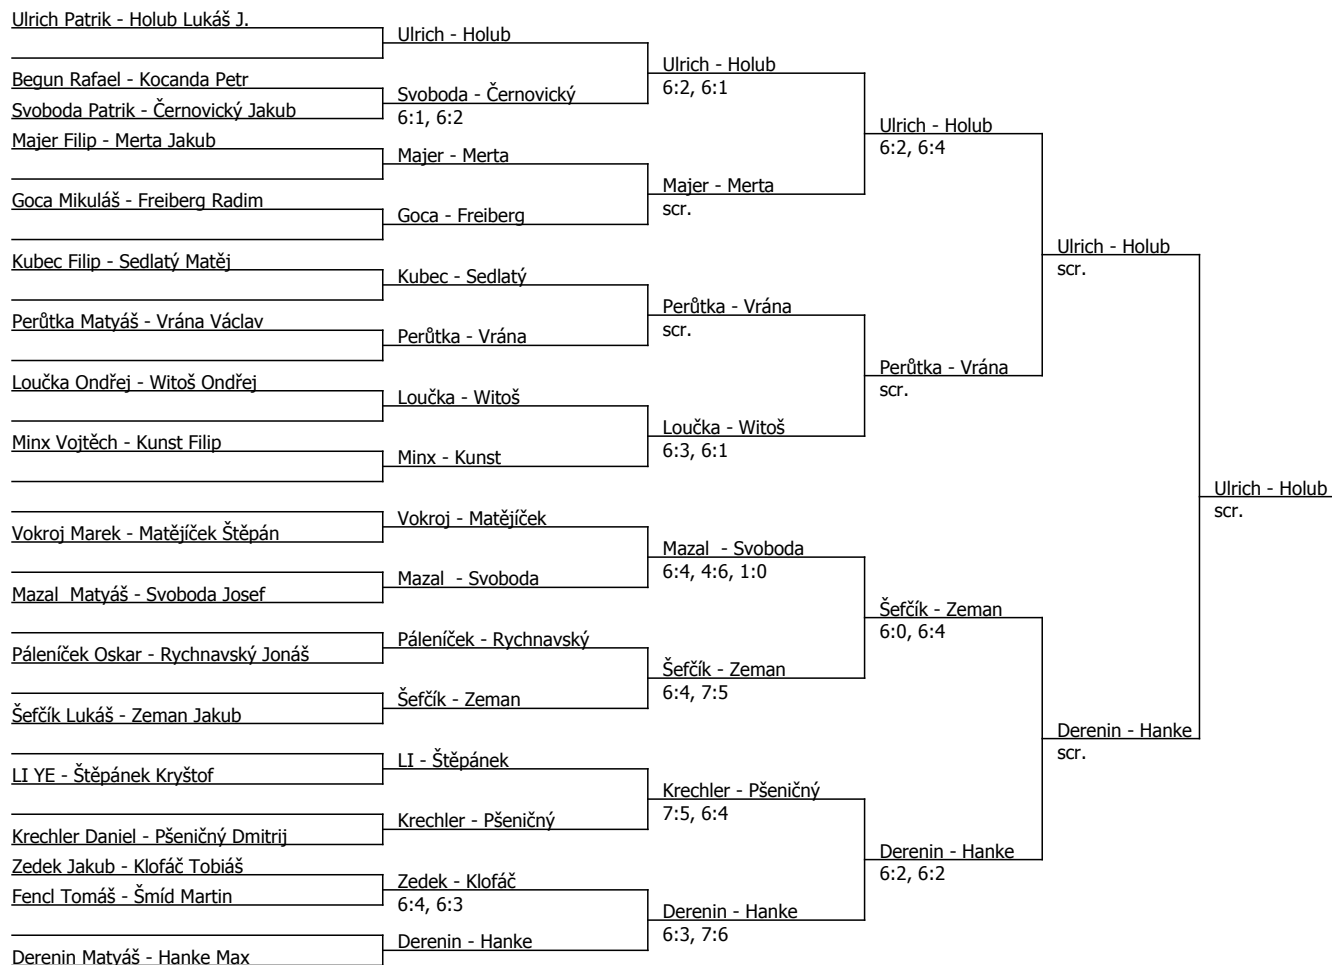 Ulrich Patrik - Holub Lukáš J.
Begun Rafael - Kocanda Petr
Svoboda Patrik - Černovický Jakub
Majer Filip - Merta Jakub
Goca Mikuláš - Freiberg Radim
Kubec Filip - Sedlatý Matěj
Perůtka Matyáš - Vrána Václav
Loučka Ondřej - Witoš Ondřej
Minx Vojtěch - Kunst Filip
Vokroj Marek - Matějíček Štěpán
Mazal  Matyáš - Svoboda Josef
Páleníček Oskar - Rychnavský Jonáš
Šefčík Lukáš - Zeman Jakub
LI YE - Štěpánek Kryštof
Krechler Daniel - Pšeničný Dmitrij
Zedek Jakub - Klofáč Tobiáš
Fencl Tomáš - Šmíd Martin
Derenin Matyáš - Hanke Max
Ulrich - Holub
Svoboda - Černovický
6:1, 6:2
Majer - Merta
Goca - Freiberg
Kubec - Sedlatý
Perůtka - Vrána
Loučka - Witoš
Minx - Kunst
Vokroj - Matějíček
Mazal  - Svoboda
Páleníček - Rychnavský
Šefčík - Zeman
LI - Štěpánek
Krechler - Pšeničný
Zedek - Klofáč
6:4, 6:3
Derenin - Hanke
Ulrich - Holub
6:2, 6:1
Majer - Merta
scr.
Perůtka - Vrána
scr.
Loučka - Witoš
6:3, 6:1
Mazal  - Svoboda
6:4, 4:6, 1:0
Šefčík - Zeman
6:4, 7:5
Krechler - Pšeničný
7:5, 6:4
Derenin - Hanke
6:3, 7:6
Ulrich - Holub
6:2, 6:4
Perůtka - Vrána
scr.
Šefčík - Zeman
6:0, 6:4
Derenin - Hanke
6:2, 6:2
Ulrich - Holub
scr.
Derenin - Hanke
scr.
Ulrich - Holub
scr.